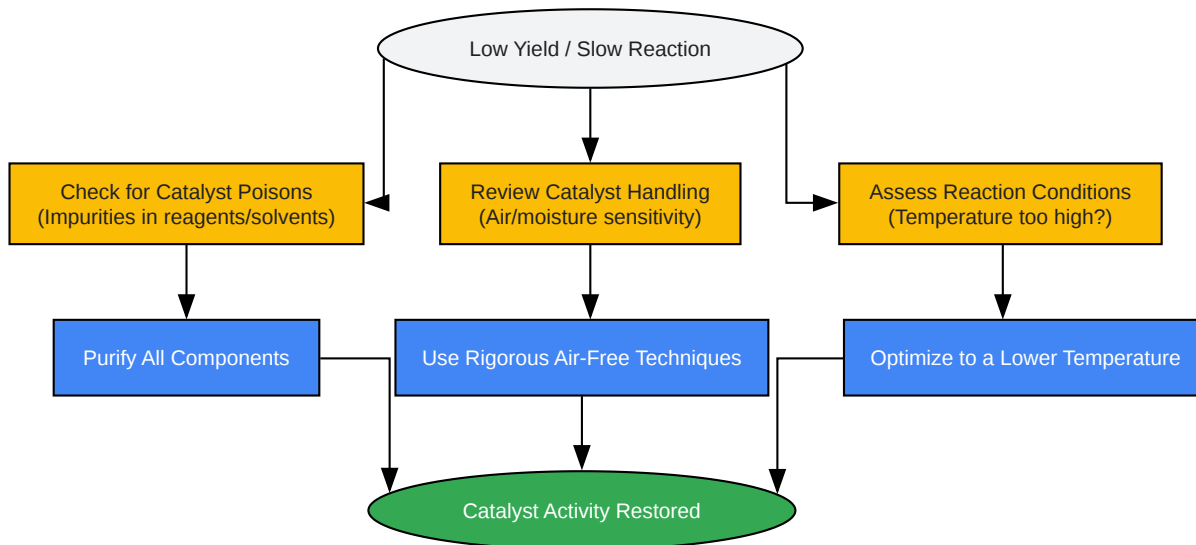 Low Yield / Slow Reaction
Check for Catalyst Poisons
(Impurities in reagents/solvents)
Review Catalyst Handling
(Air/moisture sensitivity)
Assess Reaction Conditions
(Temperature too high?)
Purify All Components
Use Rigorous Air-Free Techniques
Optimize to a Lower Temperature
Catalyst Activity Restored